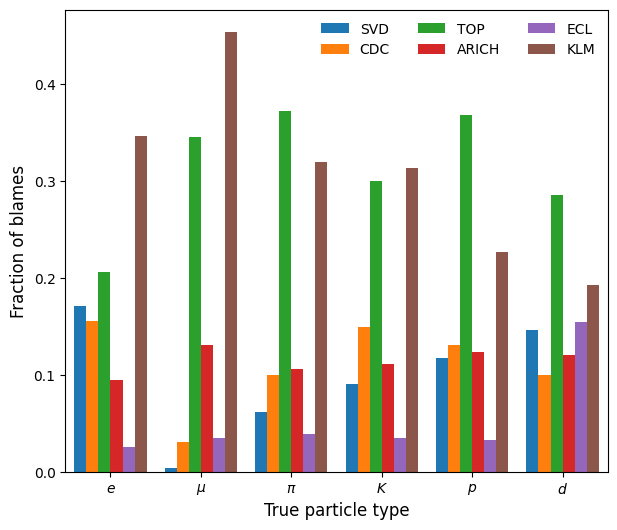 SVD TOP ECL
CDC ARICH KLM
Fraction of blames
0.4
0.3
0.2
0.1
0.0
e μ π K p d
True particle type